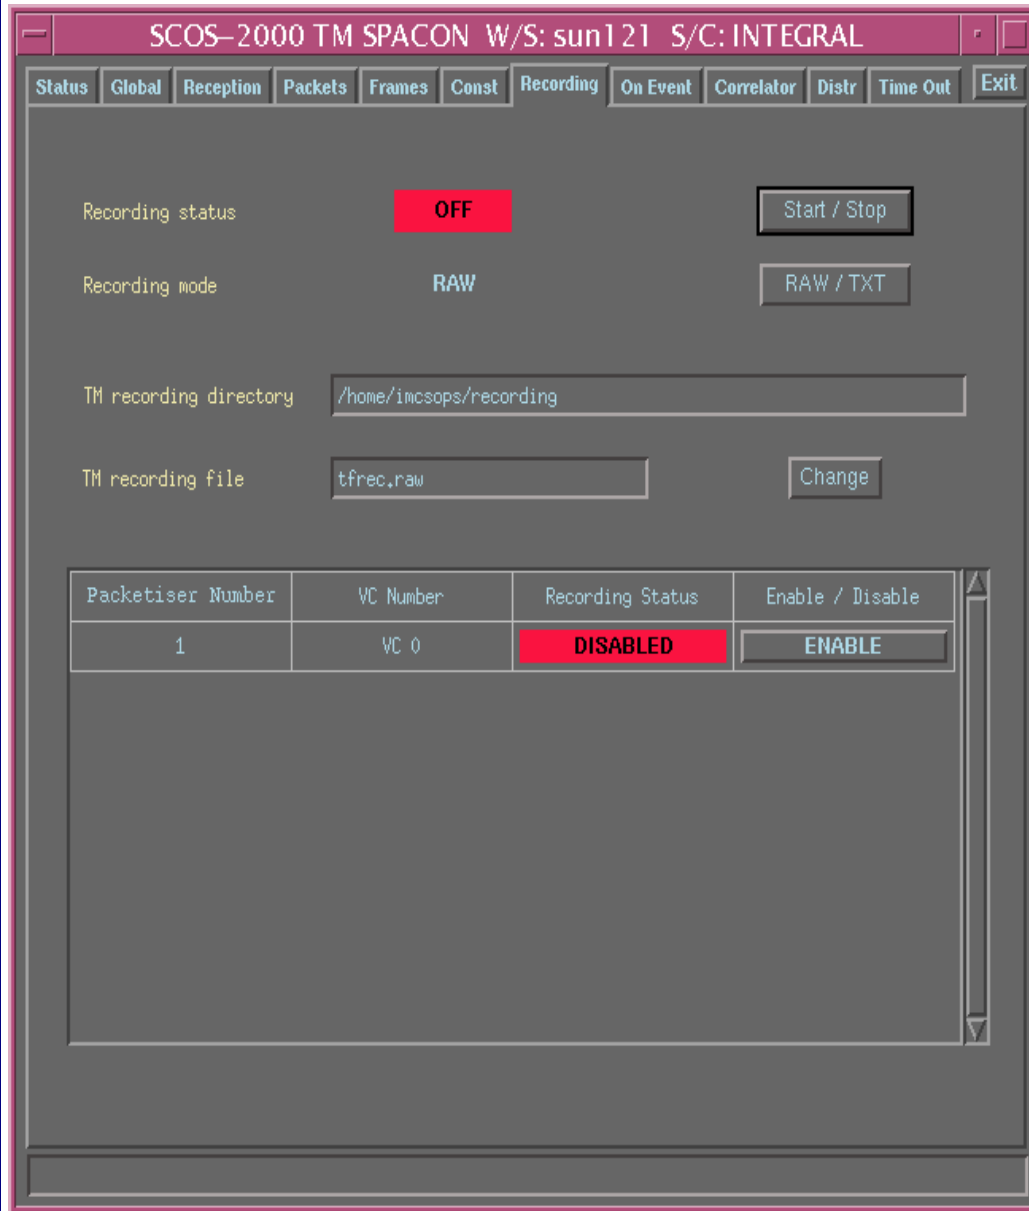 SCOS–2000 TM SPACON W/S: sun121 S/C: INTEGRAL
Status Global Reception Packets Frames Const Recording On Event Correlator Distr Time Out Exit
Recording status OFF Start / Stop
Recording mode RAW RAW / TXT
TM recording directory /home/imcsops/recording
TM recording file tfrec.raw Change
Packetiser Number VC Number Recording Status Enable / Disable
1 VC 0 DISABLED ENABLE